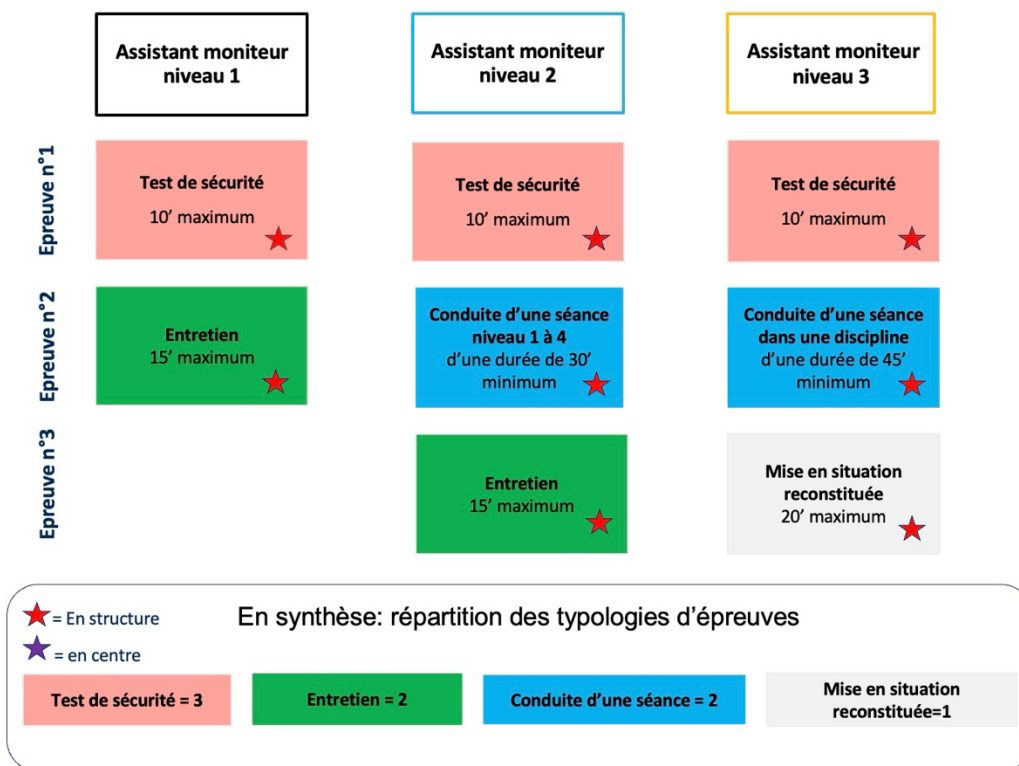 Assistant moniteur
niveau 1
Assistant moniteur
niveau 2
Assistant moniteur
niveau 3
Epreuve n°1
Test de sécurité
10’ maximum
Test de sécurité
10’ maximum
Test de sécurité
10’ maximum
Epreuve n°2
Entretien
15’ maximum
Conduite d’une séance
niveau 1 à 4
d’une durée de 30’
minimum
Conduite d’une séance
dans une discipline
d’une durée de 45’
minimum
Epreuve n°3
Entretien
15’ maximum
Mise en situation
reconstituée
20’ maximum
= En structure
= en centre
En synthèse: répartition des typologies d’épreuves
Test de sécurité = 3
Entretien = 2
Conduite d’une séance = 2
Mise en situation
reconstituée=1